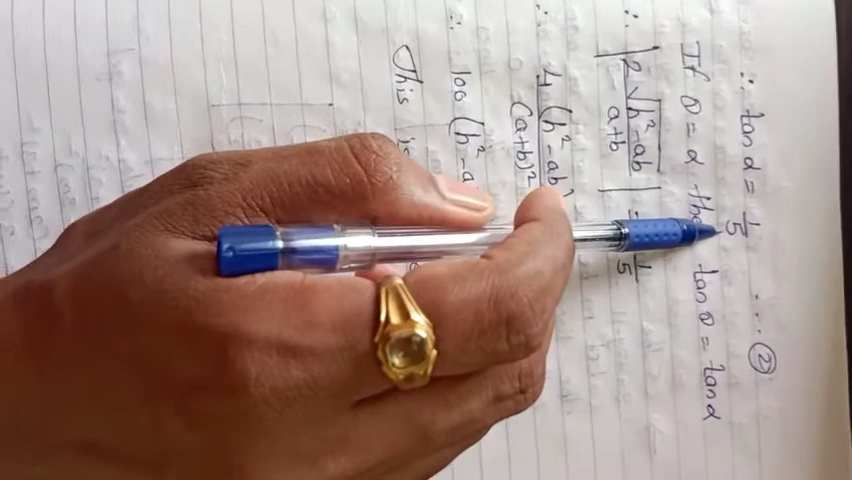 ∴ tan α = 1/5 ... ②
If θ = α the tan θ = tan α
∴ |2√(h²-ab)/(a+b)| = 1/5
∴ 4(h²-ab)/(a+b)²
∴ 100 (h²-a
This